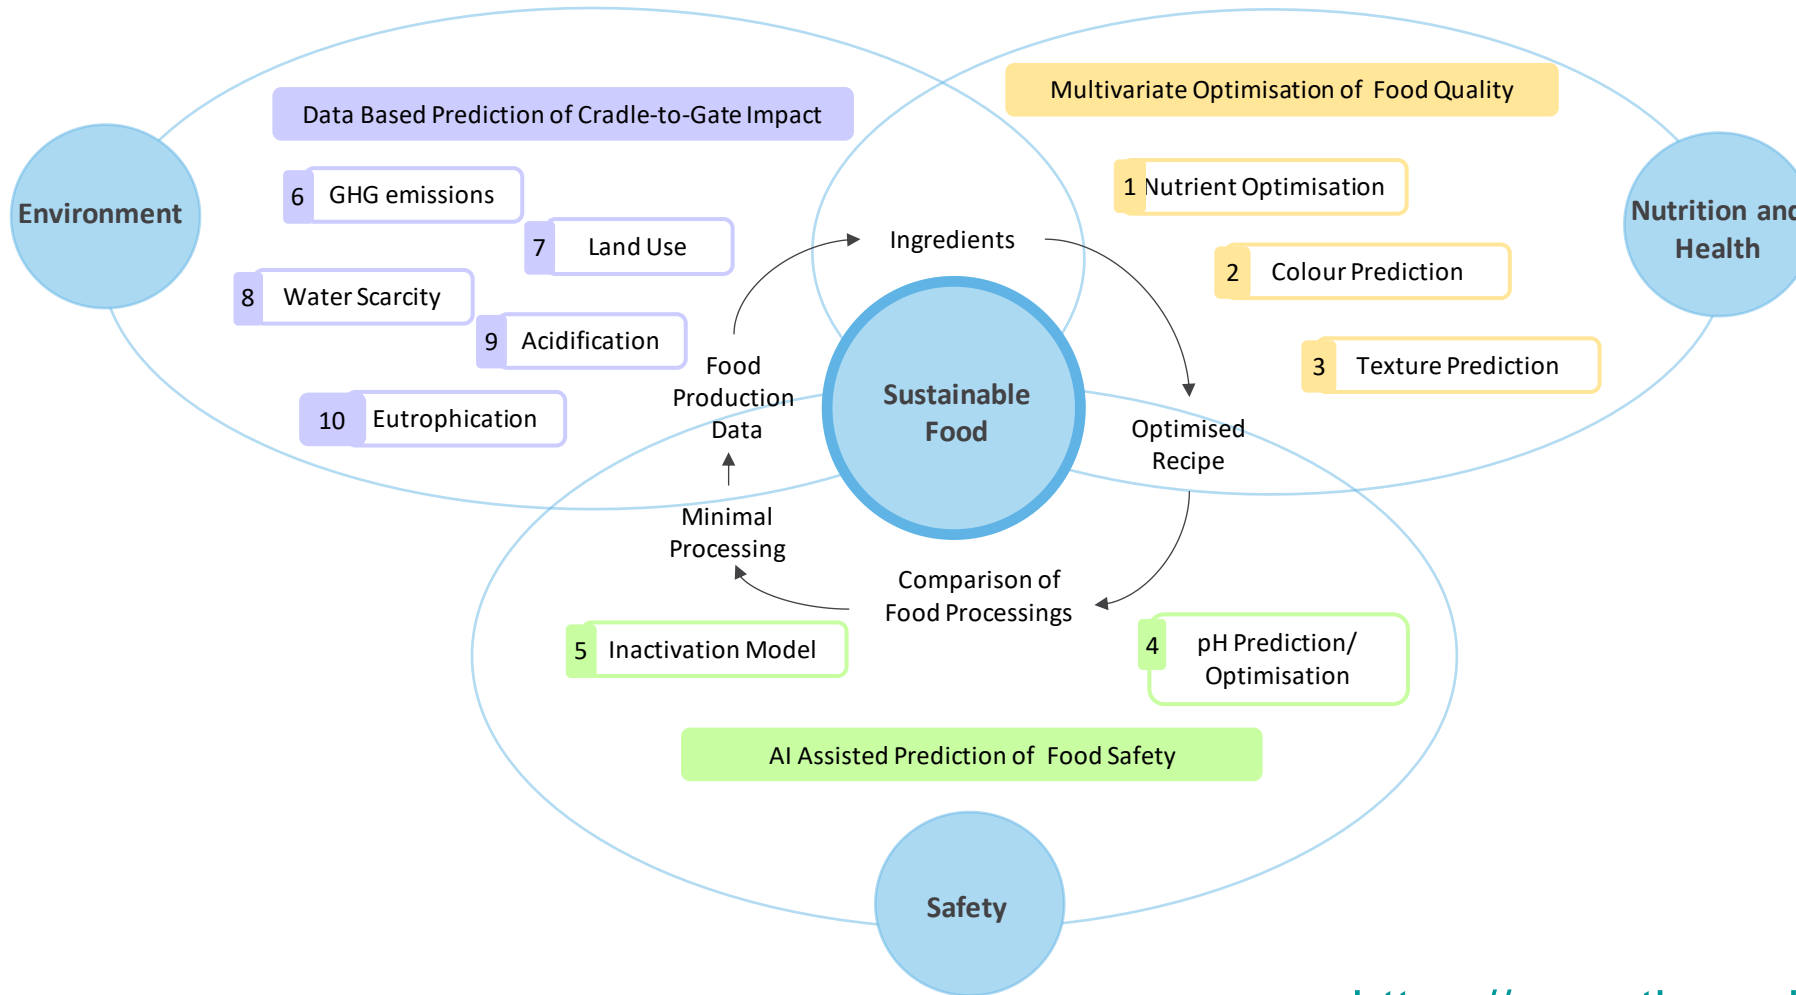 Data Based Prediction of Cradle-to-Gate Impact
Multivariate Optimisation of Food Quality
Environment
6 GHG emissions
7 Land Use
8 Water Scarcity
9 Acidification
10 Eutrophication
1 Nutrient Optimisation
2 Colour Prediction
3 Texture Prediction
Nutrition and
Health
Ingredients
Sustainable
Food
Food
Production
Data
Optimised
Recipe
Minimal
Processing
Comparison of
Food Processings
5 Inactivation Model
4 pH Prediction/
Optimisation
AI Assisted Prediction of Food Safety
Safety